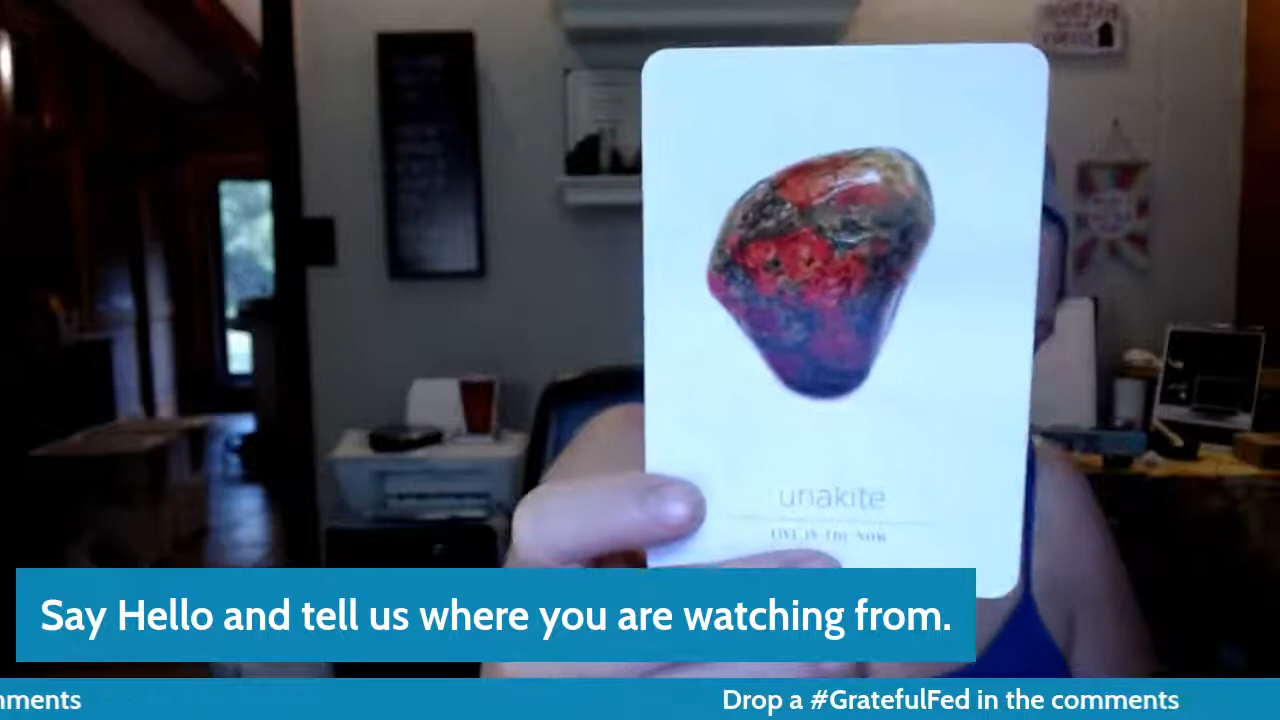 unakite
LIVE IN THE NOW
Say Hello and tell us where you are watching from.
mments
Drop a #GratefulFed in the comments